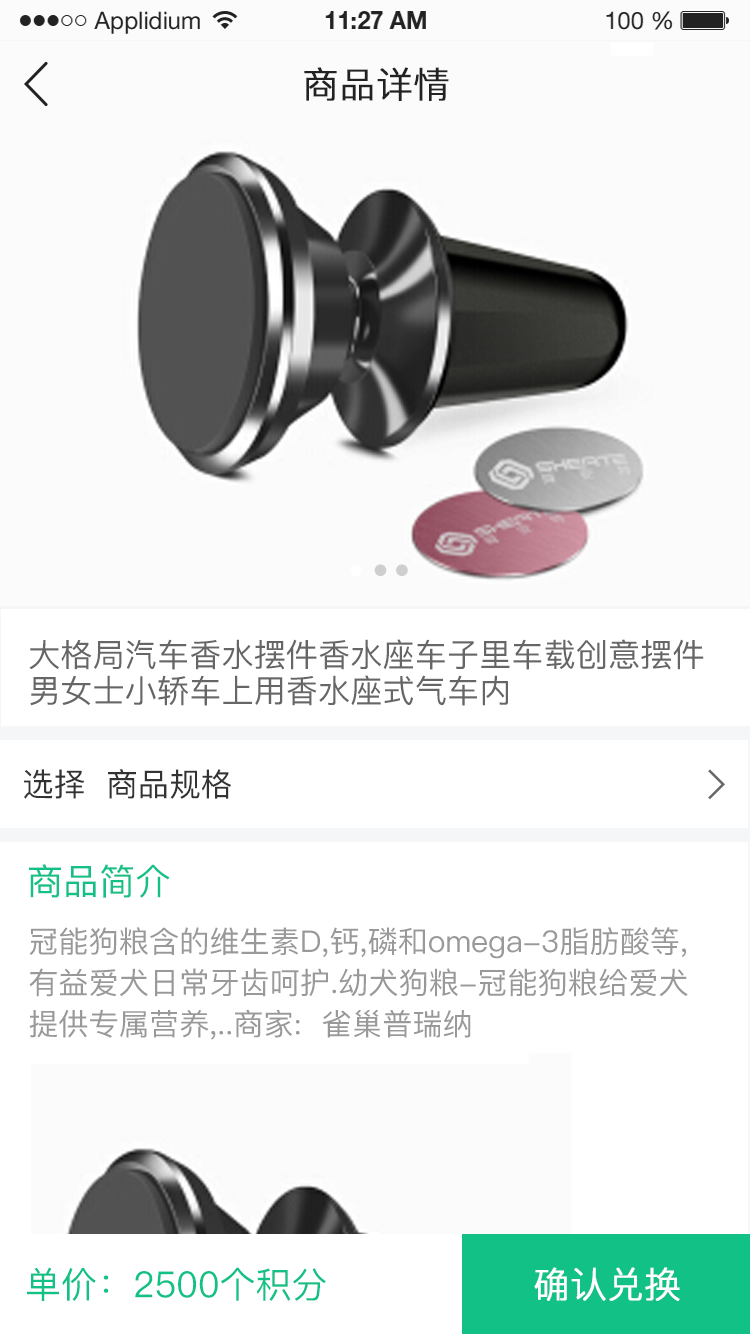 Applidium 11:27 AM 100 %
商品详情
SHEATE
大格局汽车香水摆件香水座车子里车载创意摆件
男女士小轿车上用香水座式气车内
选择 商品规格
商品简介
冠能狗粮含的维生素D,钙,磷和omega-3脂肪酸等,
有益爱犬日常牙齿呵护.幼犬狗粮-冠能狗粮给爱犬
提供专属营养,..商家: 雀巢普瑞纳
单价: 2500个积分
确认兑换